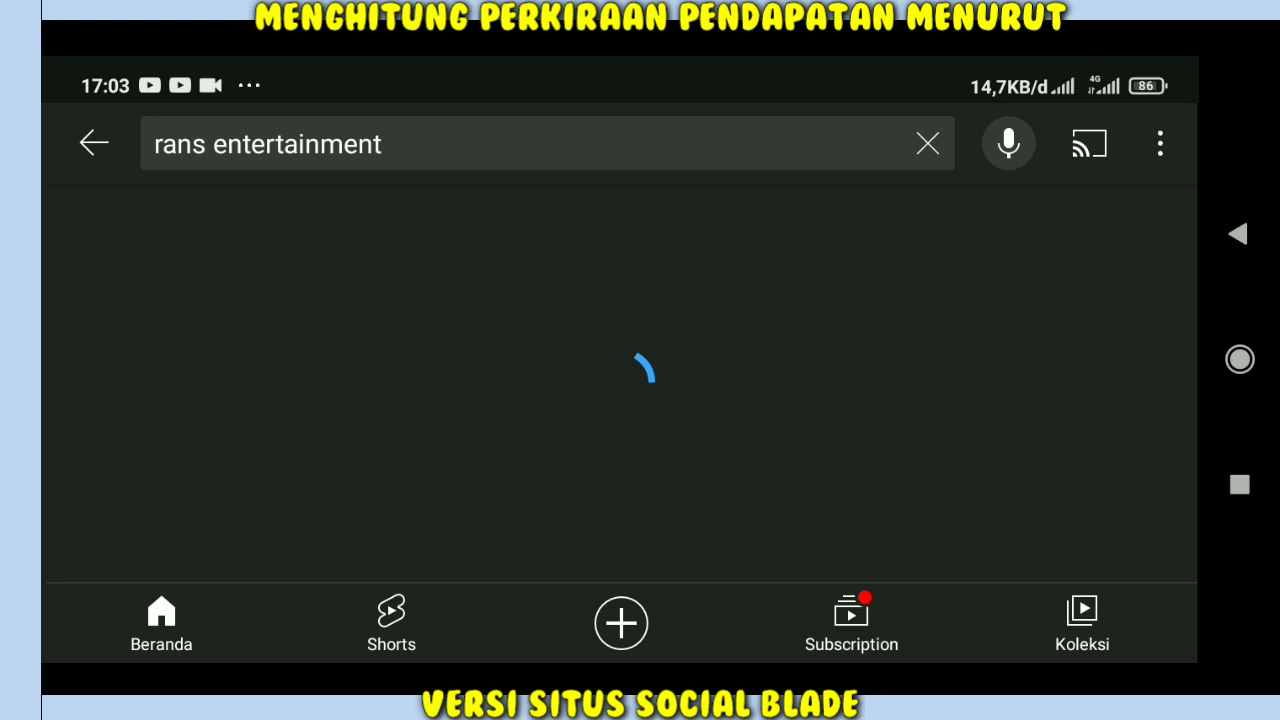 MENGHITUNG PERKIRAAN PENDAPATAN MENURUT
17:03 ... 14,7KB/d 4G 86
rans entertainment
Beranda Shorts Subscription Koleksi
VERSI SITUS SOCIAL BLADE